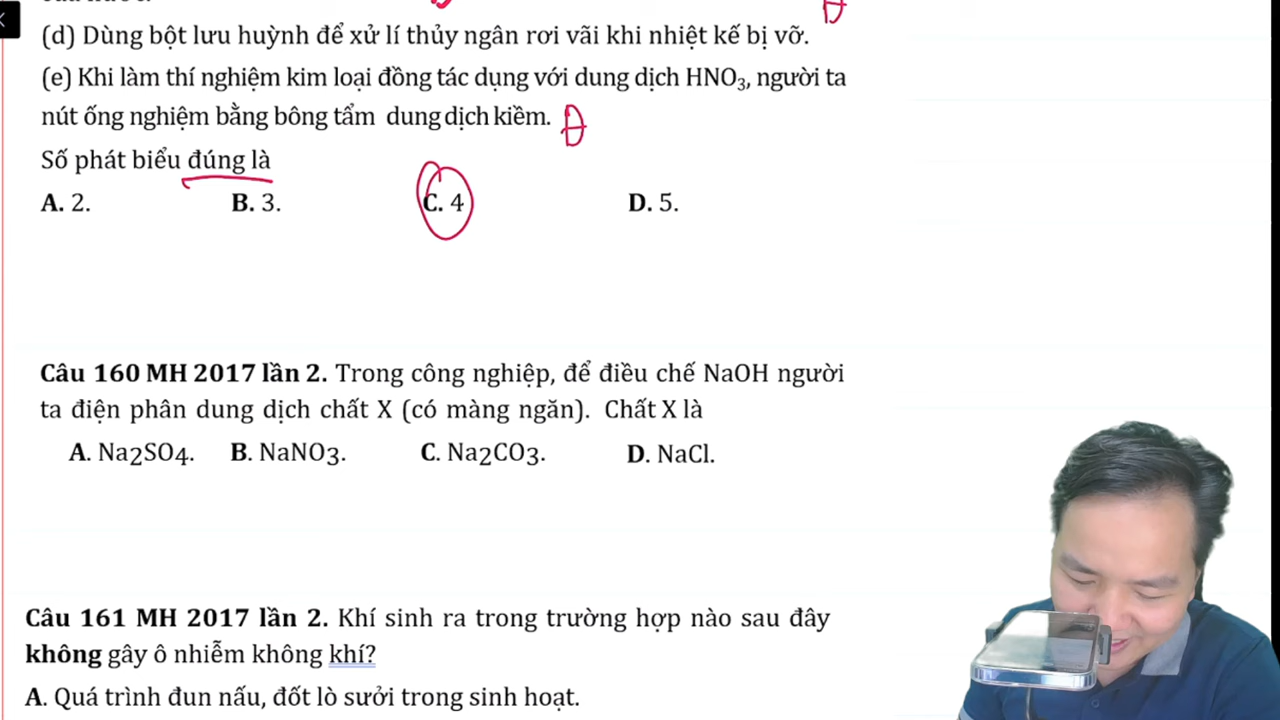 Đ
(d) Dùng bột lưu huỳnh để xử lí thủy ngân rơi vãi khi nhiệt kế bị vỡ.
(e) Khi làm thí nghiệm kim loại đồng tác dụng với dung dịch HNO3, người ta
nút ống nghiệm bằng bông tẩm dung dịch kiềm. Đ
Số phát biểu đúng là
A. 2. B. 3. C. 4 D. 5.
Câu 160 MH 2017 lần 2. Trong công nghiệp, để điều chế NaOH người
ta điện phân dung dịch chất X (có màng ngăn). Chất X là
A. Na2SO4. B. NaNO3. C. Na2CO3. D. NaCl.
Câu 161 MH 2017 lần 2. Khí sinh ra trong trường hợp nào sau đây
không gây ô nhiễm không khí?
A. Quá trình đun nấu, đốt lò sưởi trong sinh hoạt.